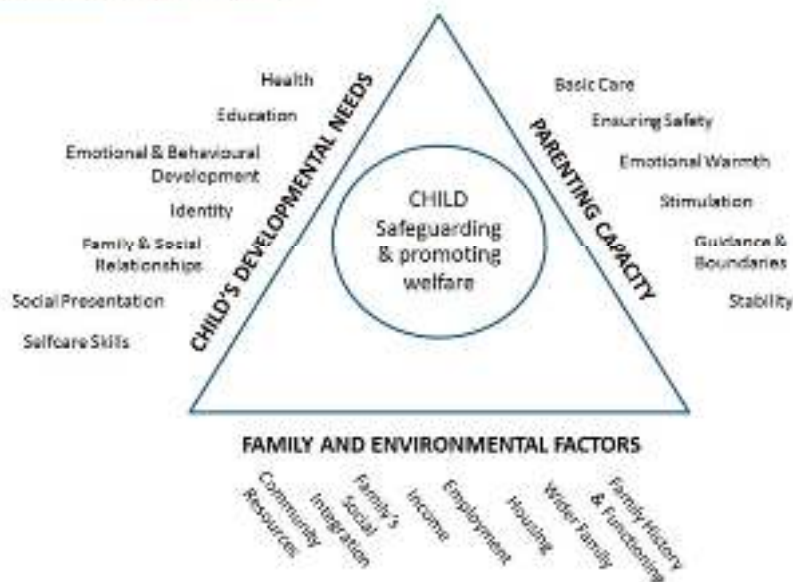 Health
Education
Emotional & Behavioural
Development
Identity
Family & Social
Relationships
Social Presentation
Selfcare Skills
CHILD'S DEVELOPMENTAL NEEDS
CHILD
Safeguarding
& promoting
welfare
PARENTING CAPACITY
Basic Care
Ensuring Safety
Emotional Warmth
Stimulation
Guidance &
Boundaries
Stability
FAMILY AND ENVIRONMENTAL FACTORS
Community
Resources
Family's
Social
Integration
Income
Employment
Housing
Wider Family
Family History
& Functioning